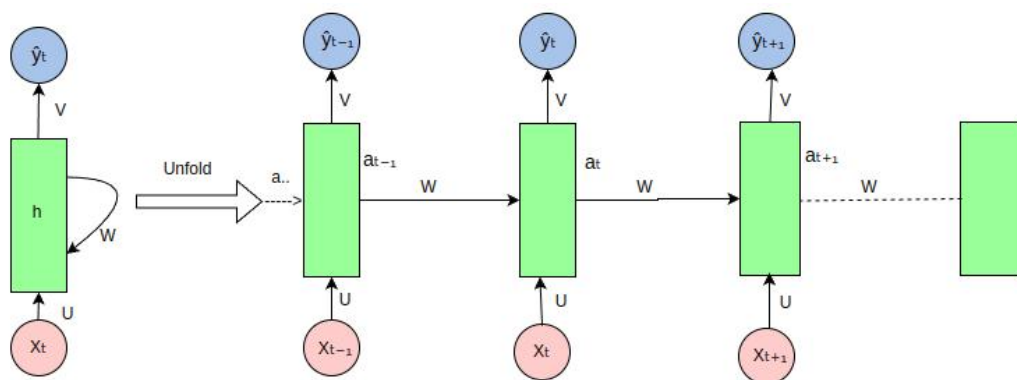 ŷt
V
h
W
U
Xt
Unfold
a..
ŷt−1
V
at−1
W
U
Xt−1
ŷt
V
at
W
U
Xt
ŷt+1
V
at+1
W
U
Xt+1